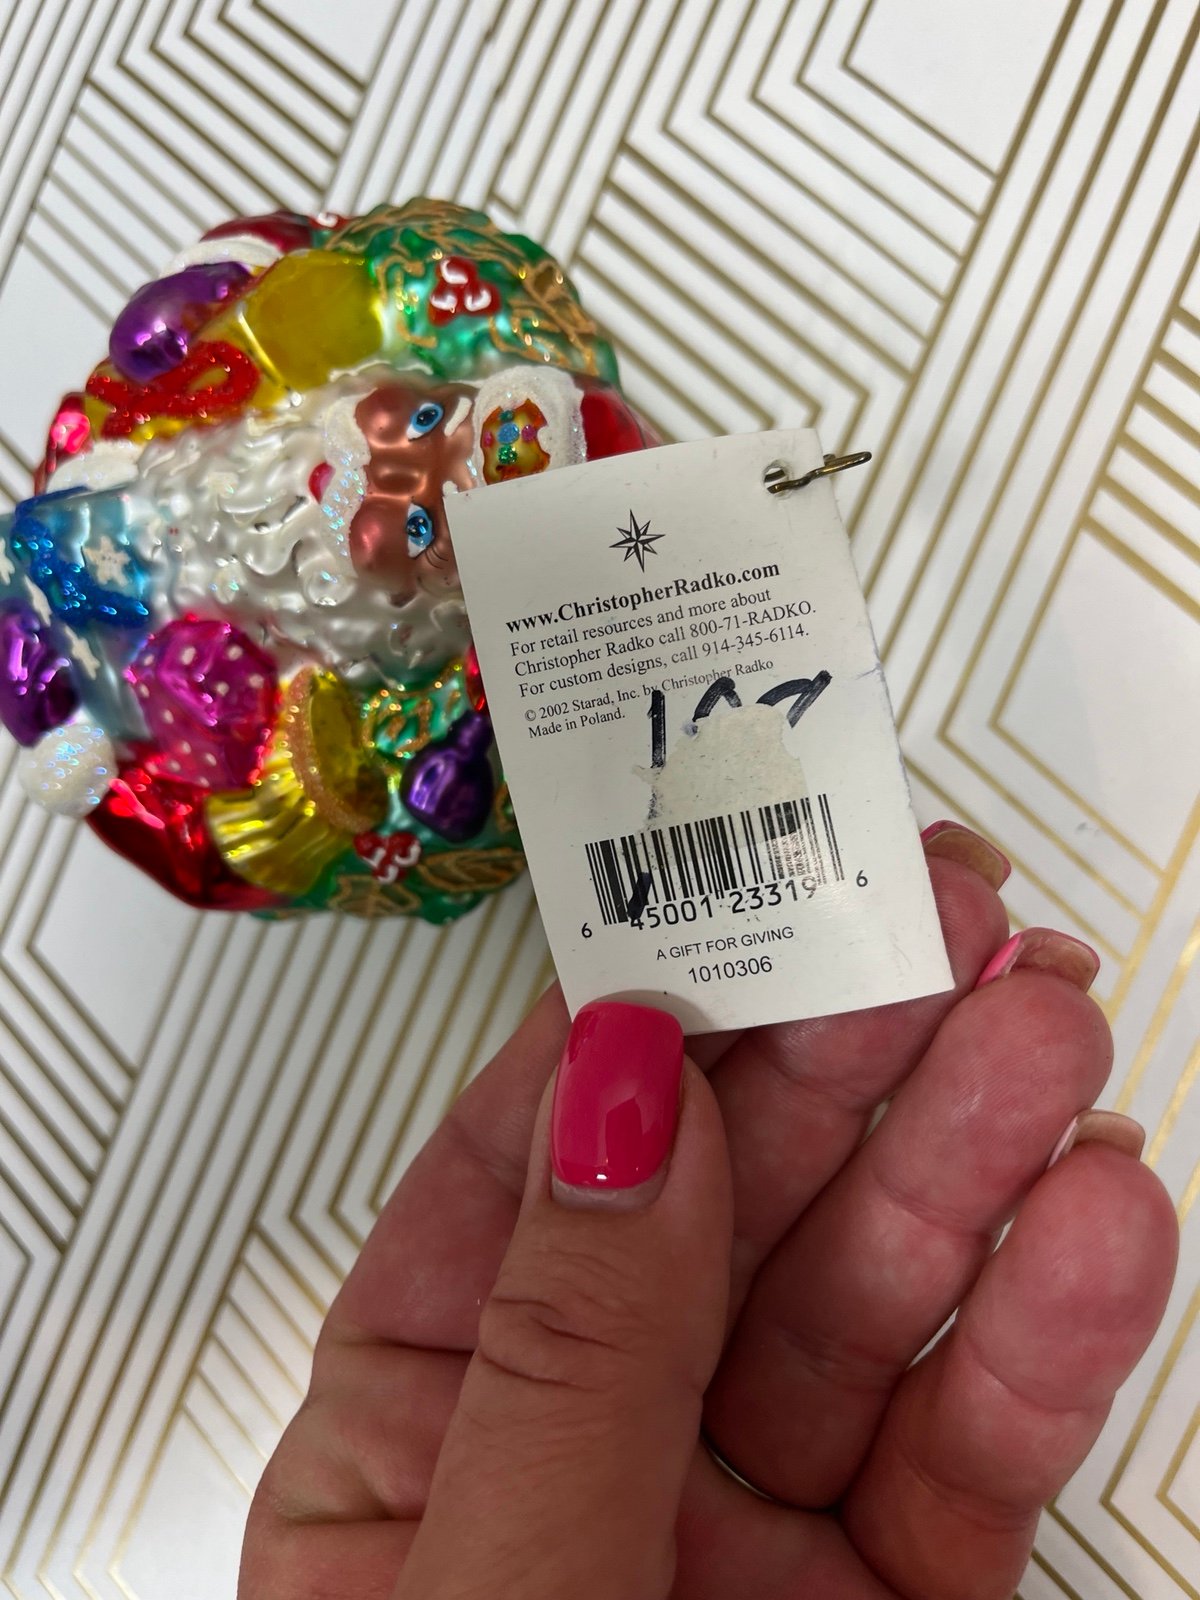 www.ChristopherRadko.com
For retail resources and more about
Christopher Radko call 800-71-RADKO.
For custom designs, call 914-345-6114.
© 2002 Starad, Inc. by Christopher Radko
Made in Poland.
6 45001 23319 6
A GIFT FOR GIVING
1010306